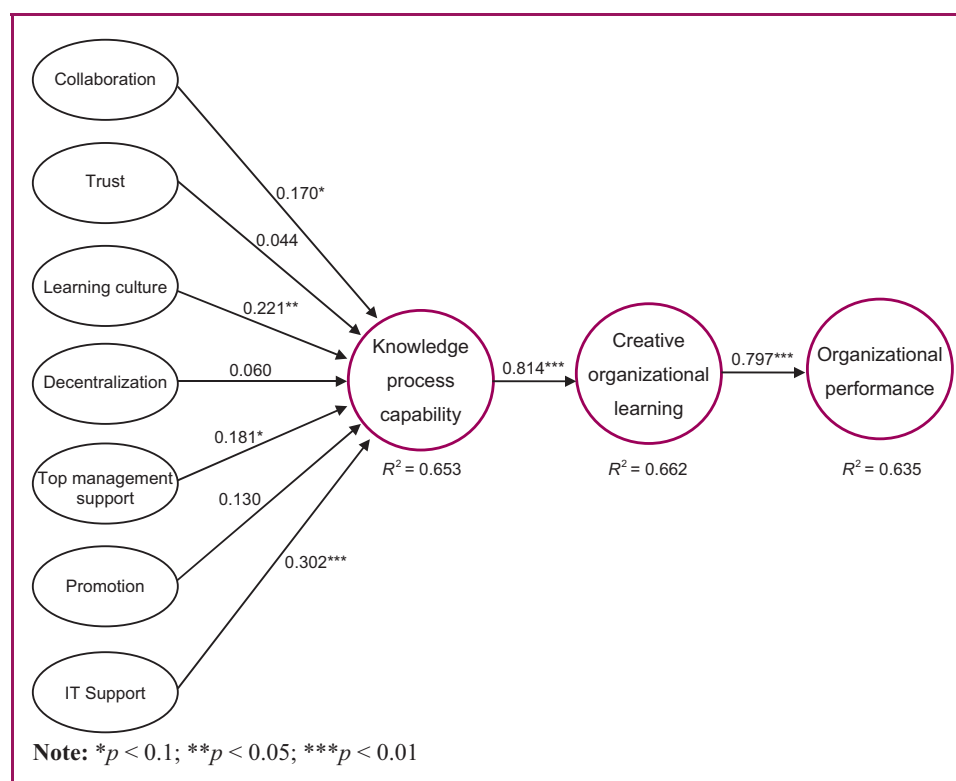 Collaboration
0.170*
Trust
0.044
Learning culture
0.221**
Decentralization
0.060
Top management
support
0.181*
Promotion
0.130
IT Support
0.302***
Knowledge
process
capability
R² = 0.653
0.814***
Creative
organizational
learning
R² = 0.662
0.797***
Organizational
performance
R² = 0.635
Note: *p < 0.1; **p < 0.05; ***p < 0.01